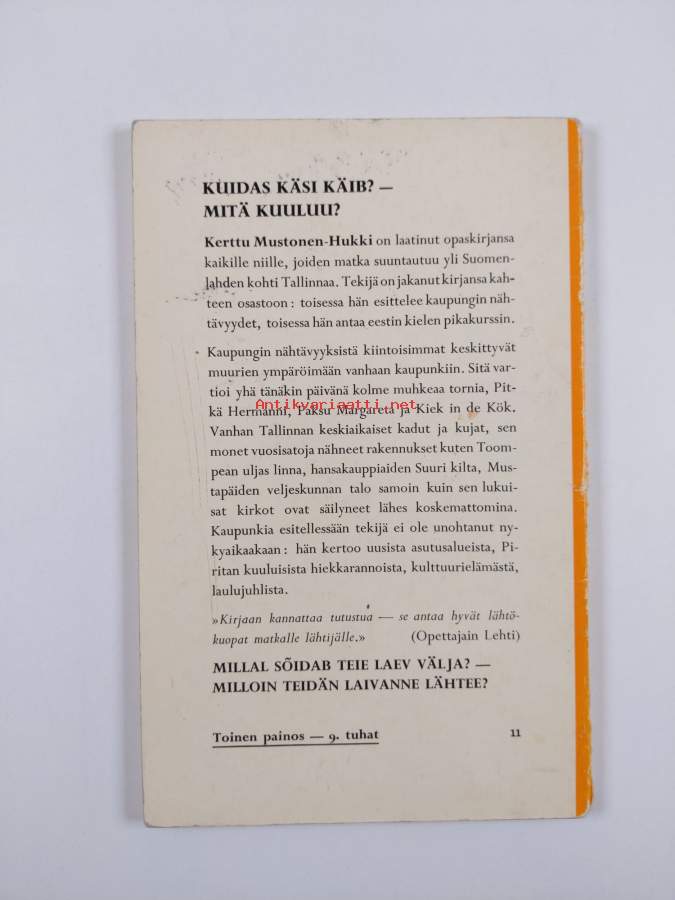 KUIDAS KÄSI KÄIB? —
MITÄ KUULUU?
Kerttu Mustonen-Hukki on laatinut opaskirjansa
kaikille niille, joiden matka suuntautuu yli Suomen-
lahden kohti Tallinnaa. Tekijä on jakanut kirjansa kah-
teen osastoon: toisessa hän esittelee kaupungin näh-
tävyydet, toisessa hän antaa eestin kielen pikakurssin.
Kaupungin nähtävyyksistä kiintoisimmat keskittyvät
muurien ympäröimään vanhaan kaupunkiin. Sitä var-
tioi yhä tänäkin päivänä kolme muhkeaa tornia, Pit-
kä Hermanni, Paksu Margareta ja Kiek in de Kök.
Antikvariaatti.net
Vanhan Tallinnan keskiaikaiset kadut ja kujat, sen
monet vuosisatoja nähneet rakennukset kuten Toom-
pean uljas linna, hansakauppiaiden Suuri kilta, Mus-
tapäiden veljeskunnan talo samoin kuin sen lukui-
sat kirkot ovat säilyneet lähes koskemattomina.
Kaupunkia esitellessään tekijä ei ole unohtanut ny-
kyaikaakaan: hän kertoo uusista asutusalueista, Pi-
ritan kuuluisista hiekkarannoista, kulttuurielämästä,
laulujuhlista.
»Kirjaan kannattaa tutustua — se antaa hyvät lähtö-
kuopat matkalle lähtijälle.» (Opettajain Lehti)
MILLAL SÕIDAB TEIE LAEV VÄLJA? —
MILLOIN TEIDÄN LAIVANNE LÄHTEE?
Toinen painos — 9. tuhat 11